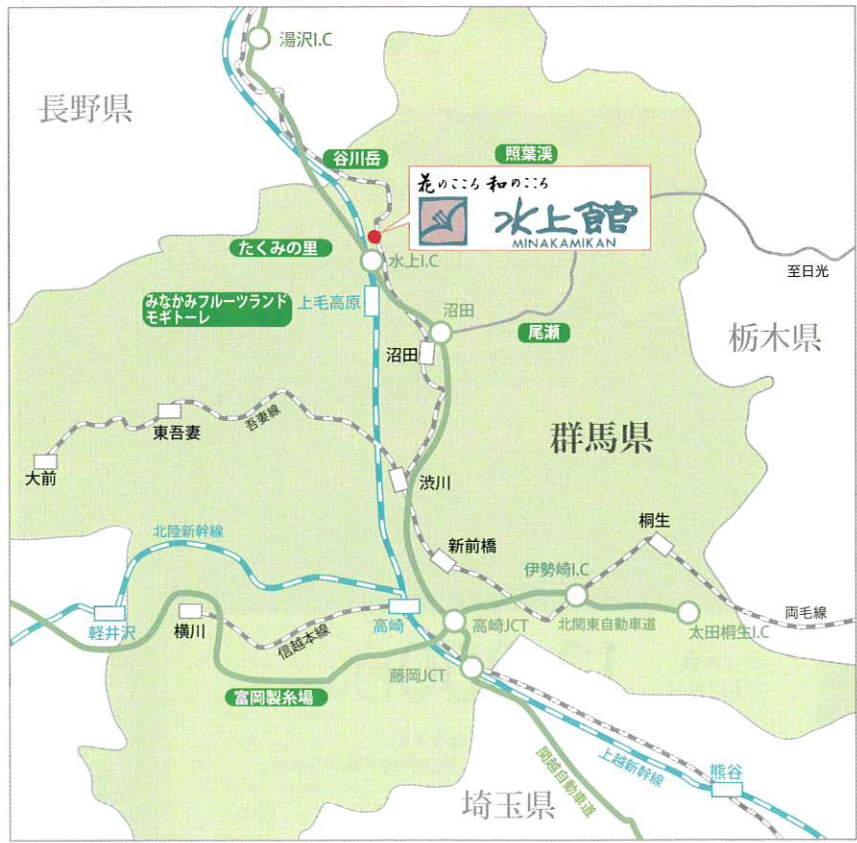 湯沢I.C
長野県
谷川岳
照葉渓
花のこころ 和のこころ
水上館
MINAKAMIKAN
たくみの里
水上I.C
至日光
みなかみフルーツランド
モギトーレ
上毛高原
沼田
尾瀬
栃木県
沼田
東吾妻
吾妻線
群馬県
大前
渋川
桐生
北陸新幹線
新前橋
伊勢崎I.C
軽井沢
横川
高崎
高崎JCT
北関東自動車道
太田桐生I.C
両毛線
信越本線
藤岡JCT
富岡製糸場
関越自動車道
上越新幹線
熊谷
埼玉県